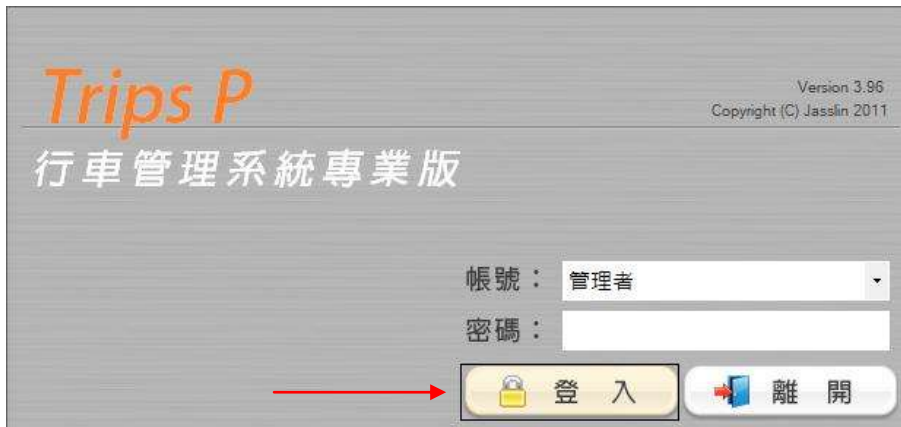 Trips P
Version 3.96
Copyright (C) Jasslin 2011
行車管理系統專業版
帳號： 管理者
密碼：
登 入 離 開